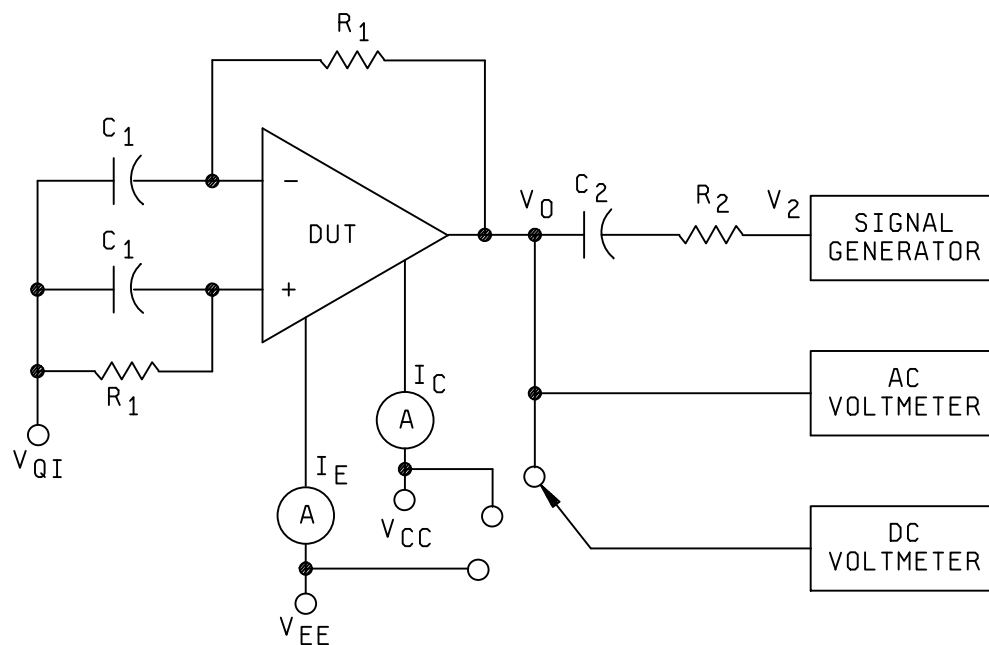 R1
C1
−
C1
DUT
VO
C2
R2
V2
SIGNAL
GENERATOR
+
R1
IC
A
AC
VOLTMETER
VQI
IE
A
VCC
DC
VOLTMETER
VEE